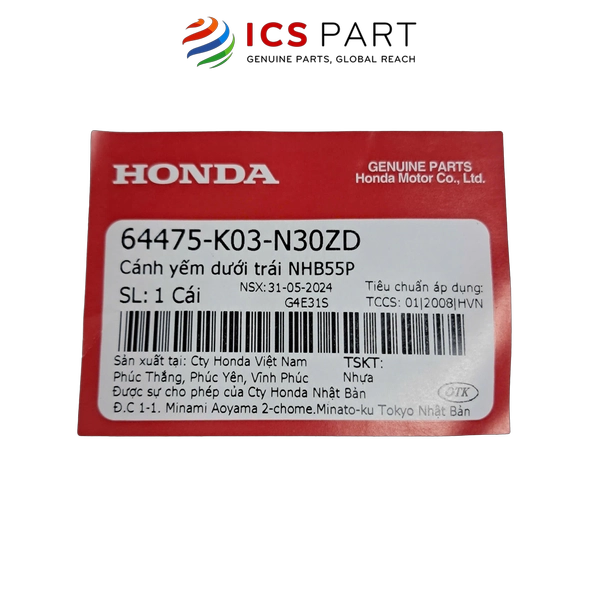 ICS PART
GENUINE PARTS, GLOBAL REACH
HONDA
GENUINE PARTS
Honda Motor Co., Ltd.
64475-K03-N30ZD
Cánh yếm dưới trái NHB55P
SL: 1 Cái
NSX: 31-05-2024
G4E31S
Tiêu chuẩn áp dụng:
TCCS: 01|2008|HVN
Sản xuất tại: Cty Honda Việt Nam
Phúc Thắng, Phúc Yên, Vĩnh Phúc
TSKT:
Nhựa
Được sự cho phép của Cty Honda Nhật Bản
Đ.C 1-1. Minami Aoyama 2-chome.Minato-ku Tokyo Nhật Bản
OTK